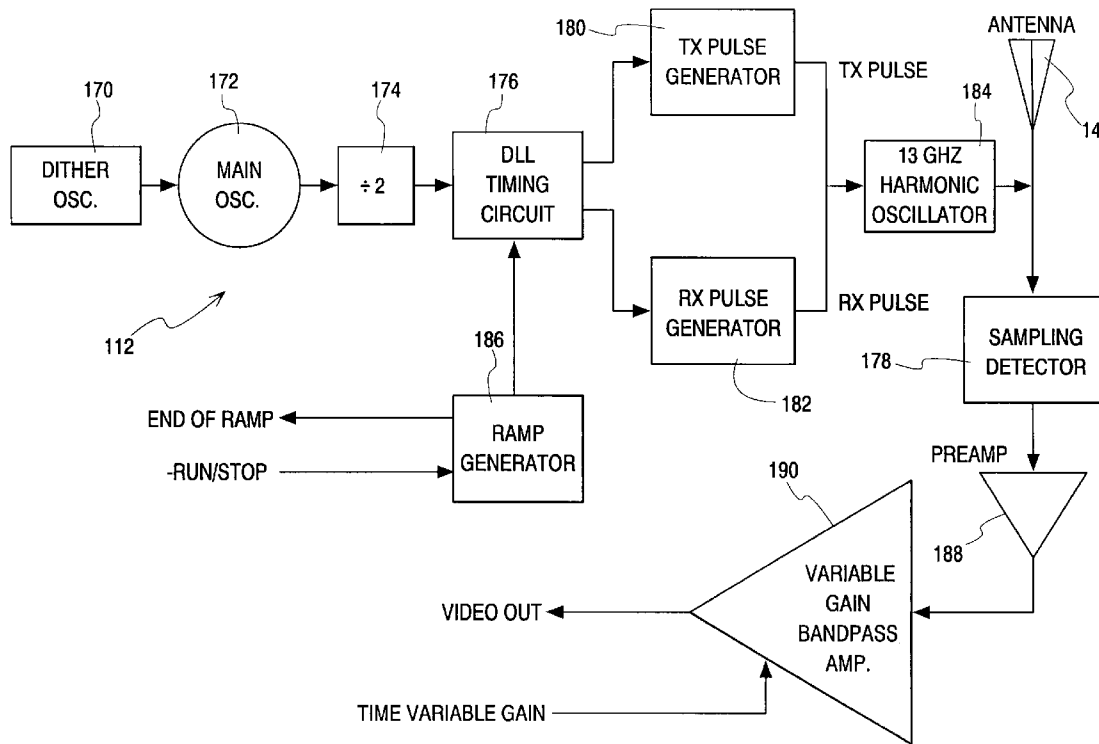 180
TX PULSE
GENERATOR
TX PULSE
ANTENNA
14
170
172
174
176
184
DITHER
OSC.
MAIN
OSC.
÷ 2
DLL
TIMING
CIRCUIT
13 GHZ
HARMONIC
OSCILLATOR
RX PULSE
GENERATOR
RX PULSE
182
112
186
178
SAMPLING
DETECTOR
END OF RAMP
-RUN/STOP
RAMP
GENERATOR
PREAMP
188
190
VARIABLE
GAIN
BANDPASS
AMP.
VIDEO OUT
TIME VARIABLE GAIN